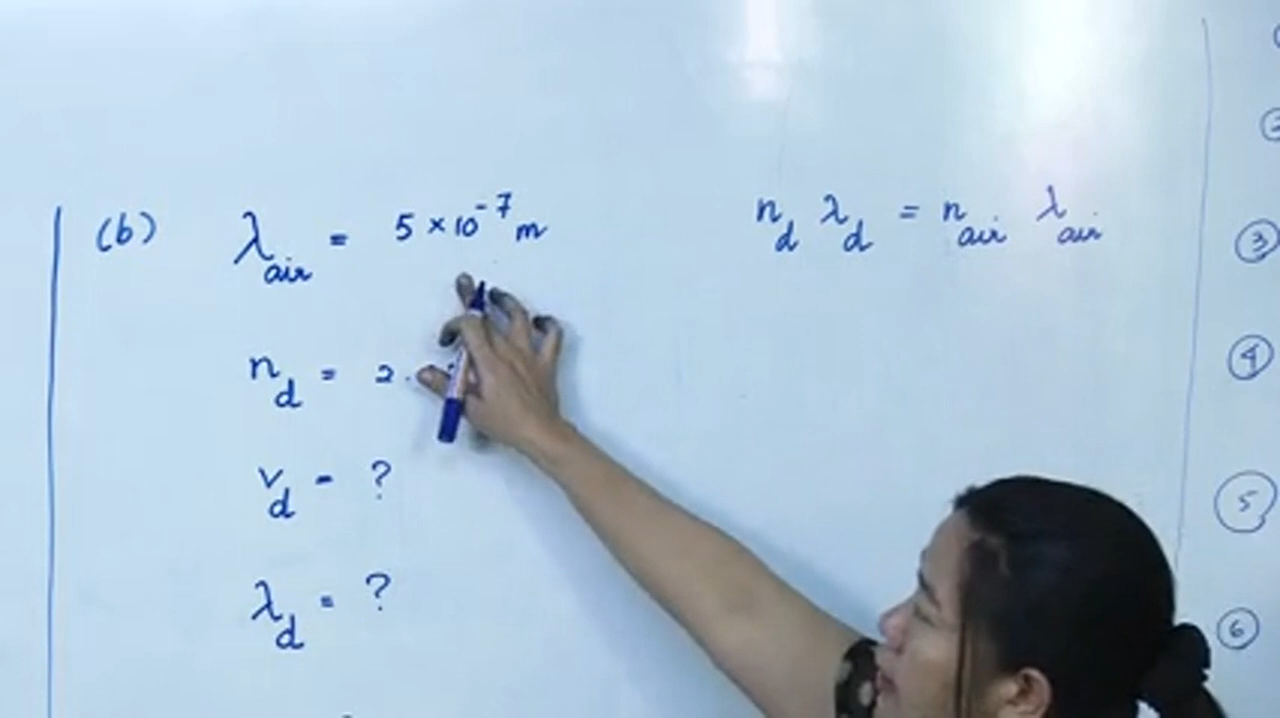 (b) λair = 5 × 10⁻⁷ m
nd λd = nair λair
nd = 2.
vd = ?
λd = ?
3
4
5
6